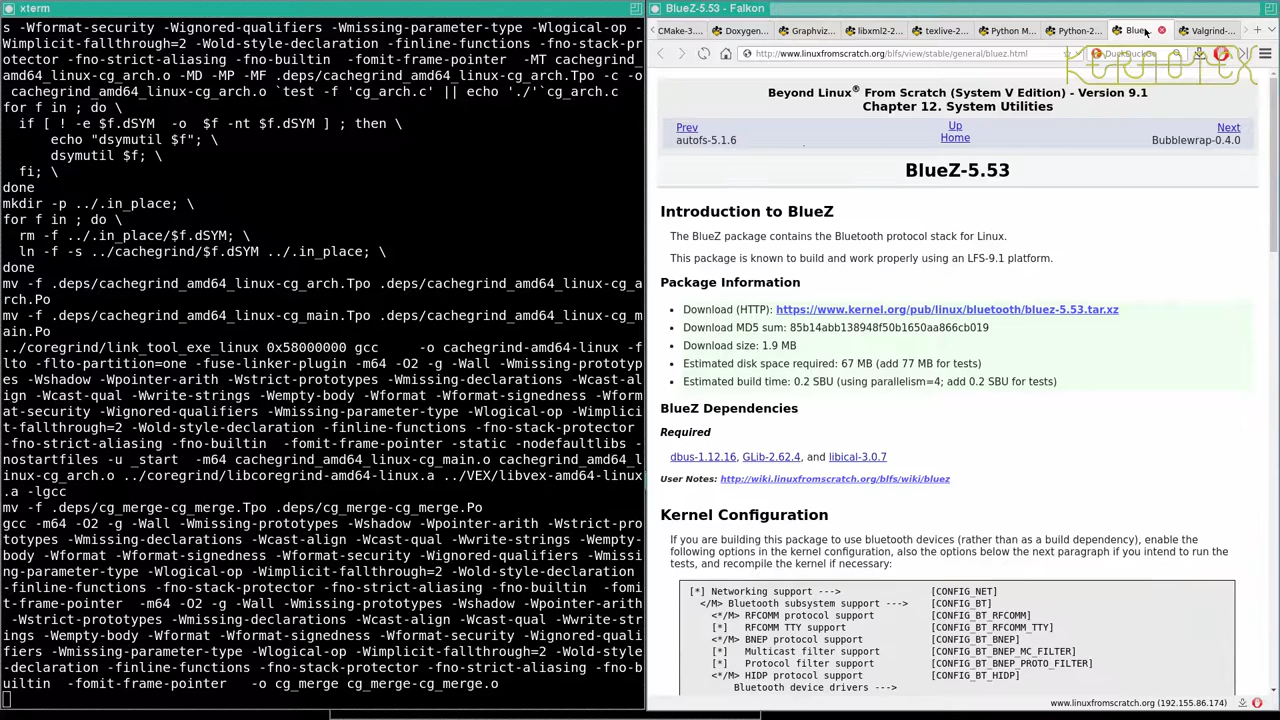 xterm
s -Wformat-security -Wignored-qualifiers -Wmissing-parameter-type -Wlogical-op -
Wimplicit-fallthrough=2 -Wold-style-declaration -finline-functions -fno-stack-pr
otector -fno-strict-aliasing -fno-builtin  -fomit-frame-pointer  -MT cachegrind_
amd64_linux-cg_arch.o -MD -MP -MF .deps/cachegrind_amd64_linux-cg_arch.Tpo -c -o
 cachegrind_amd64_linux-cg_arch.o `test -f 'cg_arch.c' || echo './'`cg_arch.c
for f in ; do \
  if [ ! -e $f.dSYM  -o  $f -nt $f.dSYM ] ; then \
      echo "dsymutil $f"; \
      dsymutil $f; \
  fi; \
done
mkdir -p ../.in_place; \
for f in ; do \
  rm -f ../.in_place/$f.dSYM; \
  ln -f -s ../cachegrind/$f.dSYM ../.in_place; \
done
mv -f .deps/cachegrind_amd64_linux-cg_arch.Tpo .deps/cachegrind_amd64_linux-cg_a
rch.Po
mv -f .deps/cachegrind_amd64_linux-cg_main.Tpo .deps/cachegrind_amd64_linux-cg_m
ain.Po
../coregrind/link_tool_exe_linux 0x58000000 gcc     -o cachegrind-amd64-linux -f
lto -flto-partition=one -fuse-linker-plugin -m64 -O2 -g -Wall -Wmissing-prototyp
es -Wshadow -Wpointer-arith -Wstrict-prototypes -Wmissing-declarations -Wcast-al
ign -Wcast-qual -Wwrite-strings -Wempty-body -Wformat -Wformat-signedness -Wform
at-security -Wignored-qualifiers -Wmissing-parameter-type -Wlogical-op -Wimplici
t-fallthrough=2 -Wold-style-declaration -finline-functions -fno-stack-protector
-fno-strict-aliasing -fno-builtin  -fomit-frame-pointer -static -nodefaultlibs -
nostartfiles -u _start  -m64 cachegrind_amd64_linux-cg_main.o cachegrind_amd64_l
inux-cg_arch.o ../coregrind/libcoregrind-amd64-linux.a ../VEX/libvex-amd64-linux
.a -lgcc
mv -f .deps/cg_merge-cg_merge.Tpo .deps/cg_merge-cg_merge.Po
gcc -m64 -O2 -g -Wall -Wmissing-prototypes -Wshadow -Wpointer-arith -Wstrict-pro
totypes -Wmissing-declarations -Wcast-align -Wcast-qual -Wwrite-strings -Wempty-
body -Wformat -Wformat-signedness -Wformat-security -Wignored-qualifiers -Wmissi
ng-parameter-type -Wlogical-op -Wimplicit-fallthrough=2 -Wold-style-declaration
-finline-functions -fno-stack-protector -fno-strict-aliasing -fno-builtin  -fomi
t-frame-pointer  -m64 -O2 -g -Wall -Wmissing-prototypes -Wshadow -Wpointer-arith
 -Wstrict-prototypes -Wmissing-declarations -Wcast-align -Wcast-qual -Wwrite-str
ings -Wempty-body -Wformat -Wformat-signedness -Wformat-security -Wignored-quali
fiers -Wmissing-parameter-type -Wlogical-op -Wimplicit-fallthrough=2 -Wold-style
-declaration -finline-functions -fno-stack-protector -fno-strict-aliasing -fno-b
uiltin  -fomit-frame-pointer   -o cg_merge cg_merge-cg_merge.o
BlueZ-5.53 - Falkon
CMake-3.... Doxygen... Graphviz... libxml2-... texlive-2... Python M... Python-2... Blue Valgrind-...
http://www.linuxfromscratch.org/blfs/view/stable/general/bluez.html DuckDuckGo
KERNOTEX
Beyond Linux® From Scratch (System V Edition) - Version 9.1
Chapter 12. System Utilities
Prev Up Next
autofs-5.1.6 Home Bubblewrap-0.4.0
BlueZ-5.53
Introduction to BlueZ
The BlueZ package contains the Bluetooth protocol stack for Linux.
This package is known to build and work properly using an LFS-9.1 platform.
Package Information
• Download (HTTP): https://www.kernel.org/pub/linux/bluetooth/bluez-5.53.tar.xz
• Download MD5 sum: 85b14abb138948f50b1650aa866cb019
• Download size: 1.9 MB
• Estimated disk space required: 67 MB (add 77 MB for tests)
• Estimated build time: 0.2 SBU (using parallelism=4; add 0.2 SBU for tests)
BlueZ Dependencies
Required
dbus-1.12.16, GLib-2.62.4, and libical-3.0.7
User Notes: http://wiki.linuxfromscratch.org/blfs/wiki/bluez
Kernel Configuration
If you are building this package to use bluetooth devices (rather than as a build dependency), enable the
following options in the kernel configuration, also the options below the next paragraph if you intend to run the
tests, and recompile the kernel if necessary:
[*] Networking support ---> [CONFIG_NET]
</M> Bluetooth subsystem support ---> [CONFIG_BT]
<*/M> RFCOMM protocol support [CONFIG_BT_RFCOMM]
[*] RFCOMM TTY support [CONFIG_BT_RFCOMM_TTY]
<*/M> BNEP protocol support [CONFIG_BT_BNEP]
[*] Multicast filter support [CONFIG_BT_BNEP_MC_FILTER]
[*] Protocol filter support [CONFIG_BT_BNEP_PROTO_FILTER]
<*/M> HIDP protocol support [CONFIG_BT_HIDP]
Bluetooth device drivers --->
www.linuxfromscratch.org (192.155.86.174)